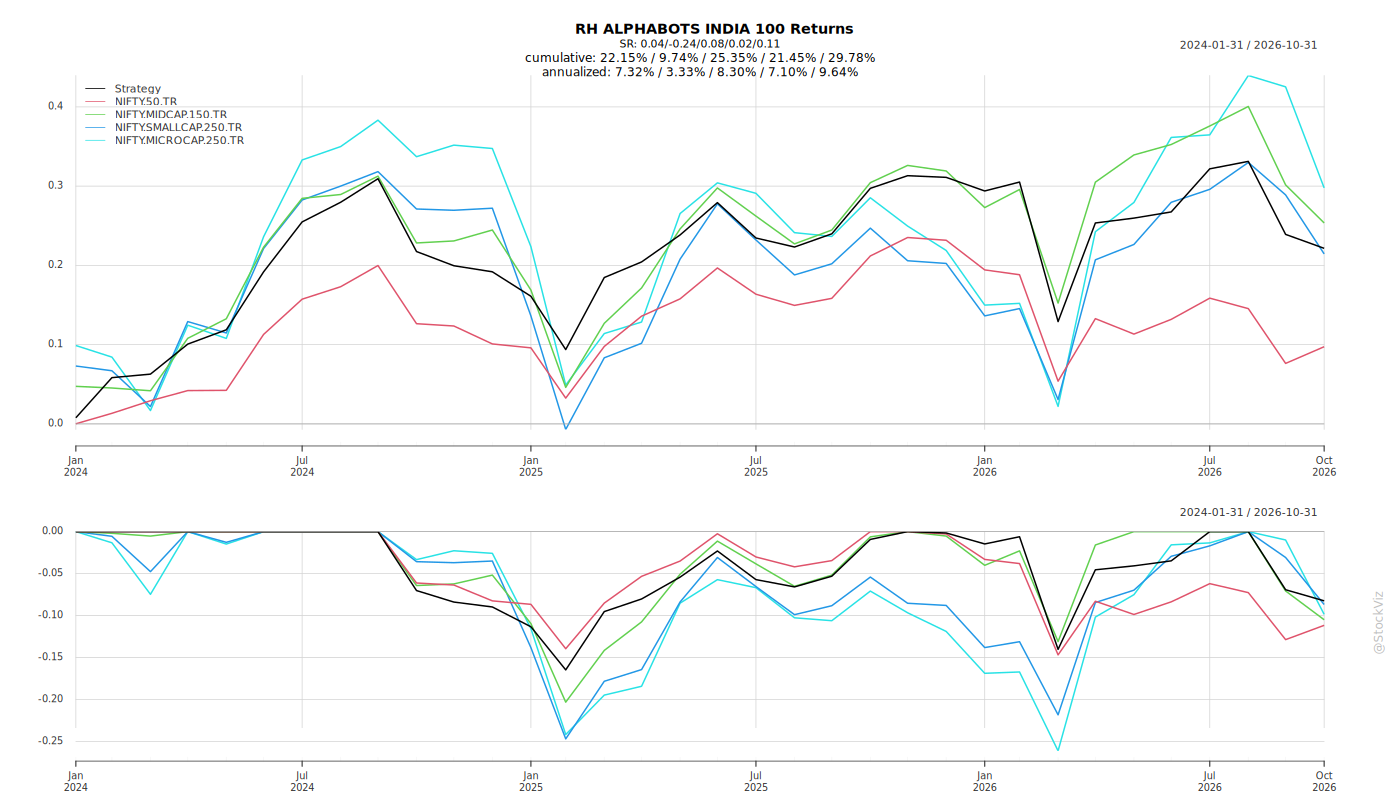 RH ALPHABOTS INDIA 100 Returns
SR: 0.04/-0.24/0.08/0.02/0.11
cumulative: 22.15% / 9.74% / 25.35% / 21.45% / 29.78%
annualized: 7.32% / 3.33% / 8.30% / 7.10% / 9.64%
2024-01-31 / 2026-10-31
Strategy
NIFTY.50.TR
NIFTY.MIDCAP.150.TR
NIFTY.SMALLCAP.250.TR
NIFTY.MICROCAP.250.TR
0.4
0.3
0.2
0.1
0.0
Jan Jul Jan Jul Jan Jul Oct
2024 2024 2025 2025 2026 2026 2026
2024-01-31 / 2026-10-31
0.00
-0.05
-0.10
-0.15
-0.20
-0.25
Jan Jul Jan Jul Jan Jul Oct
2024 2024 2025 2025 2026 2026 2026
@StockViz